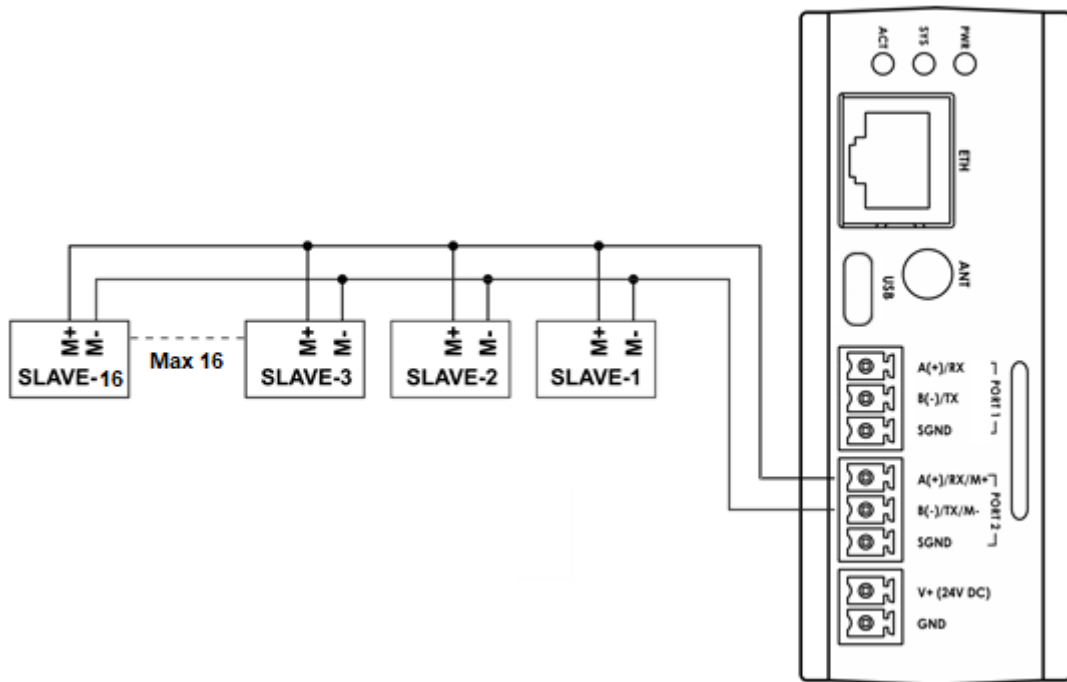 ACT
SYS
PWR
ETH
ANT
USB
M+
M-
SLAVE-16
Max 16
M+
M-
SLAVE-3
M+
M-
SLAVE-2
M+
M-
SLAVE-1
A(+)/RX
B(-)/TX
SGND
PORT 1
A(+)/RX/M+
B(-)/TX/M-
SGND
PORT 2
V+ (24V DC)
GND